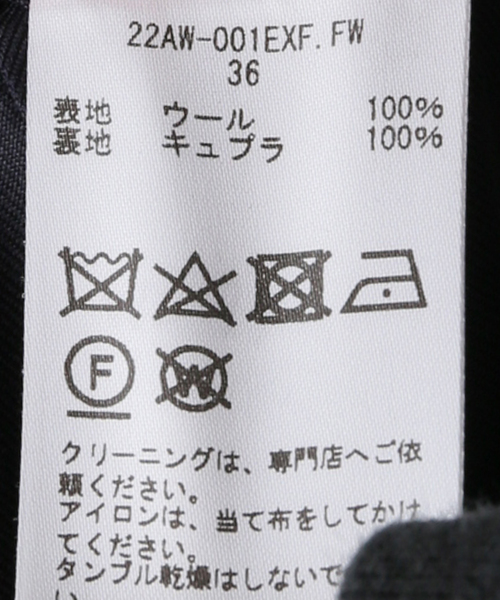 22AW-001EXF.FW
36
表地 ウール 100%
裏地 キュプラ 100%
F
W
クリーニングは、専門店へご依
頼ください。
アイロンは、当て布をしてかけ
てください。
タンブル乾燥はしないで
い。